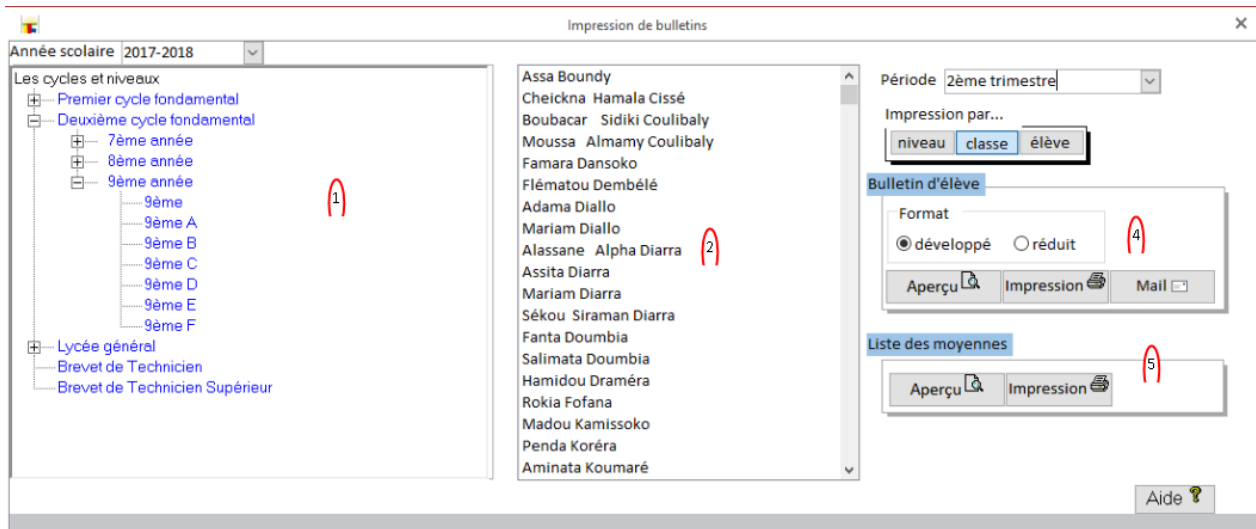 Impression de bulletins
Année scolaire 2017-2018
Les cycles et niveaux
Premier cycle fondamental
Deuxième cycle fondamental
7ème année
8ème année
9ème année
9ème
9ème A
9ème B
9ème C
9ème D
9ème E
9ème F
Lycée général
Brevet de Technicien
Brevet de Technicien Supérieur
1
Assa Boundy
Cheickna Hamala Cissé
Boubacar Sidiki Coulibaly
Moussa Almamy Coulibaly
Famara Dansoko
Flématou Dembélé
Adama Diallo
Mariam Diallo
Alassane Alpha Diarra
Assita Diarra
Mariam Diarra
Sékou Siraman Diarra
Fanta Doumbia
Salimata Doumbia
Hamidou Draméra
Rokia Fofana
Madou Kamissoko
Penda Koréra
Aminata Koumaré
2
Période 2ème trimestre
Impression par...
niveau classe élève
Bulletin d'élève
Format
développé réduit
4
Aperçu Impression Mail
Liste des moyennes
5
Aperçu Impression
Aide ?